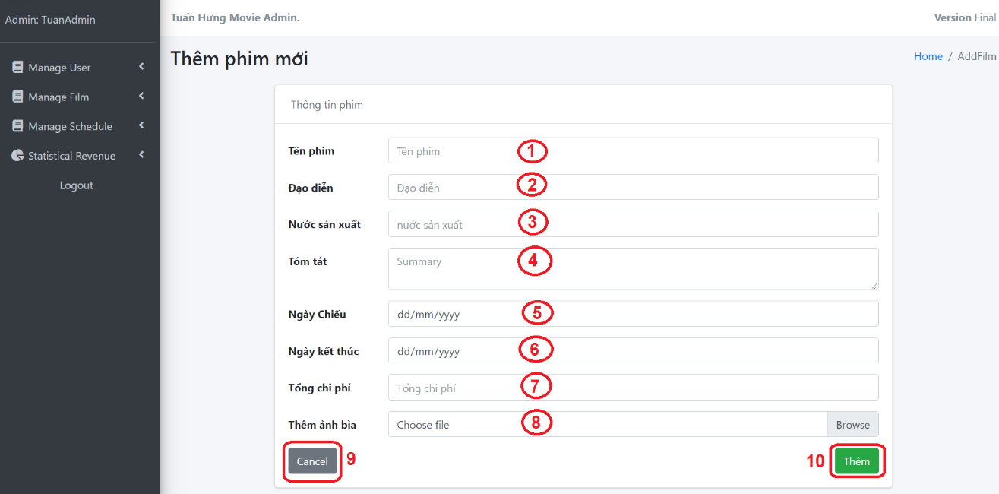 Admin: TuanAdmin
Manage User
Manage Film
Manage Schedule
Statistical Revenue
Logout
Tuấn Hưng Movie Admin.
Version Final
Thêm phim mới
Home / AddFilm
Thông tin phim
Tên phim Tên phim 1
Đạo diễn Đạo diễn 2
Nước sản xuất nước sản xuất 3
Tóm tắt Summary 4
Ngày Chiếu dd/mm/yyyy 5
Ngày kết thúc dd/mm/yyyy 6
Tổng chi phí Tổng chi phí 7
Thêm ảnh bìa Choose file 8 Browse
Cancel 9 10 Thêm